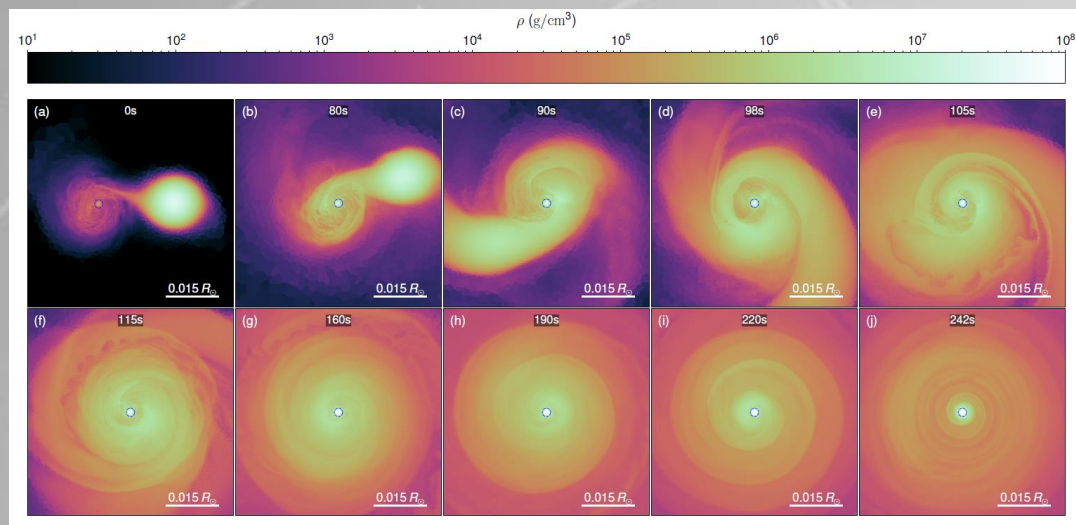 ρ (g/cm³)
10¹ 10² 10³ 10⁴ 10⁵ 10⁶ 10⁷ 10⁸
(a) 0s (b) 80s (c) 90s (d) 98s (e) 105s
0.015 R☉ 0.015 R☉ 0.015 R☉ 0.015 R☉ 0.015 R☉
(f) 115s (g) 160s (h) 190s (i) 220s (j) 242s
0.015 R☉ 0.015 R☉ 0.015 R☉ 0.015 R☉ 0.015 R☉